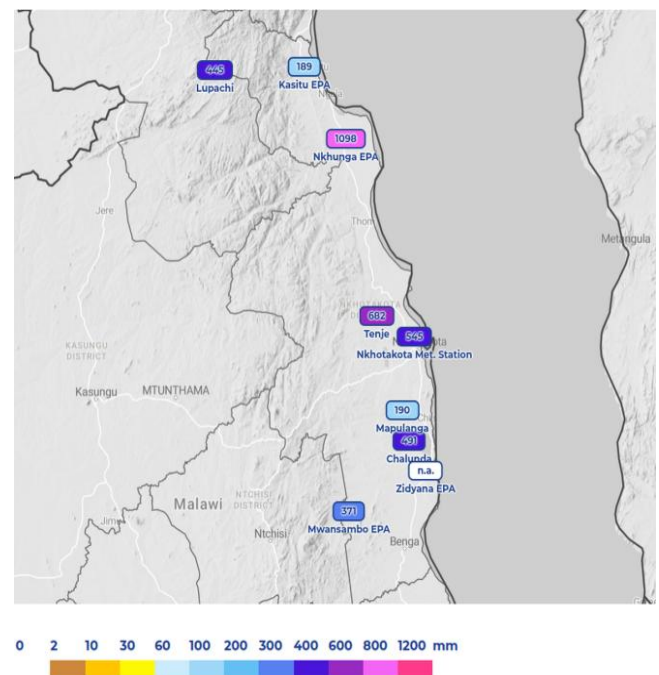 445
Lupachi
189
Kasitu EPA
1098
Nkhunga EPA
Jere
Metangula
682
Tenje
545
Nkhotakota Met. Station
KASUNGU
DISTRICT
Kasungu
MTUNTHAMA
190
Mapulanga
491
Chalunda
n.a.
Zidyana EPA
Malawi
NTCHISI
DISTRICT
371
Mwansambo EPA
Ntchisi
Benga
0 2 10 30 60 100 200 300 400 600 800 1200 mm